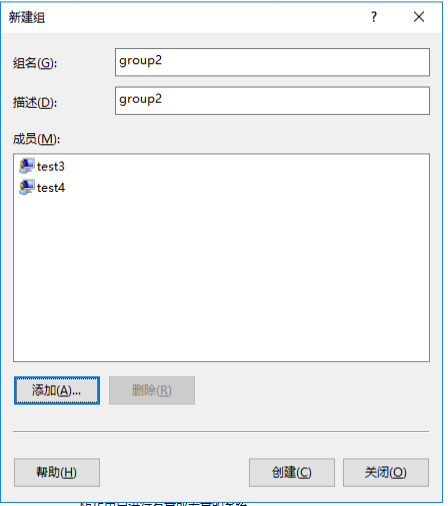 新建组
组名(G):
group2
描述(D):
group2
成员(M):
test3
test4
添加(A)...
删除(R)
帮助(H)
创建(C)
关闭(O)